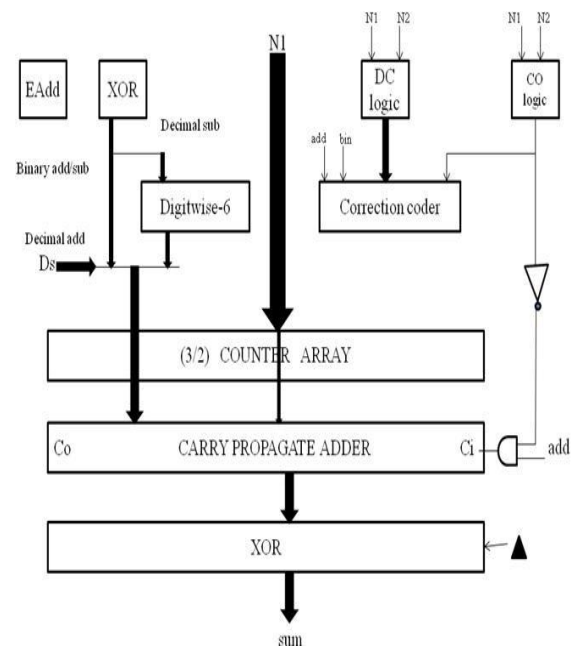 N1 N2
N1 N2
N1
EAdd
XOR
DC
logic
CO
logic
Decimal sub
add bin
Binary add/sub
Digitwise-6
Correction coder
Decimal add
Ds
(3/2) COUNTER ARRAY
Co CARRY PROPAGATE ADDER Ci
add
XOR
sum